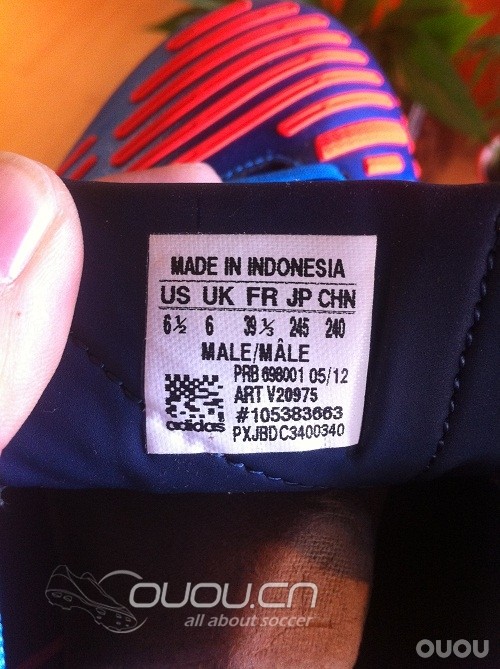 MADE IN INDONESIA
US UK FR JP CHN
6½ 6 39⅓ 245 240
MALE/MÂLE
PRB 698001 05/12
ART V20975
#105383663
adidas PXJBDC3400340
OUOU.CN
all about soccer
OUOU